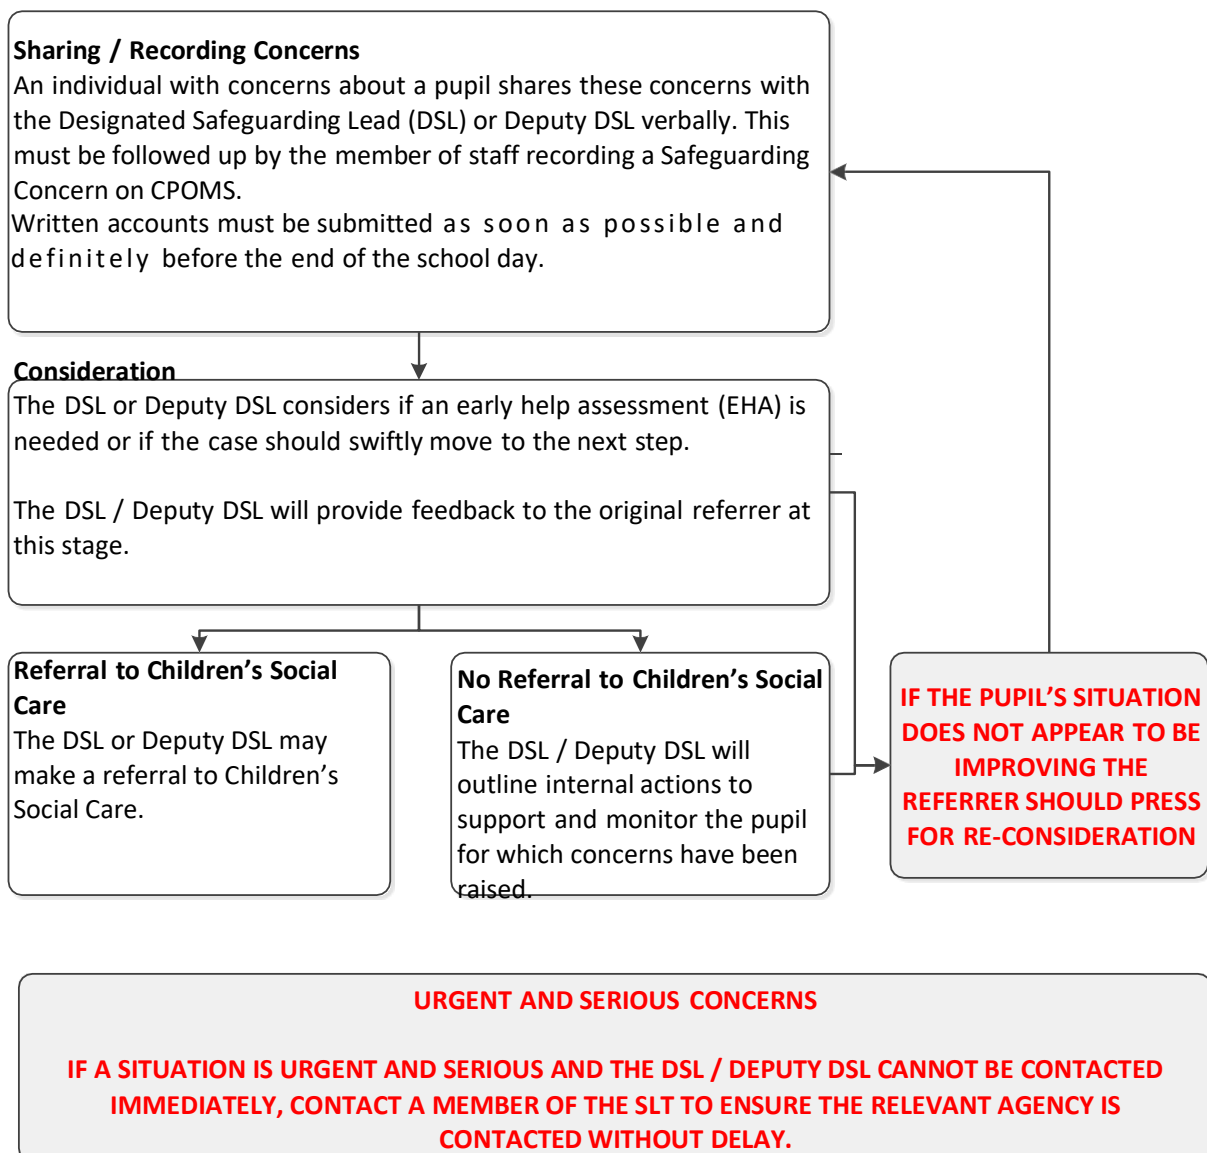 Sharing / Recording Concerns
An individual with concerns about a pupil shares these concerns with
the Designated Safeguarding Lead (DSL) or Deputy DSL verbally. This
must be followed up by the member of staff recording a Safeguarding
Concern on CPOMS.
Written accounts must be submitted as soon as possible and
definitely before the end of the school day.
Consideration
The DSL or Deputy DSL considers if an early help assessment (EHA) is
needed or if the case should swiftly move to the next step.
The DSL / Deputy DSL will provide feedback to the original referrer at
this stage.
Referral to Children’s Social
Care
The DSL or Deputy DSL may
make a referral to Children’s
Social Care.
No Referral to Children’s Social
Care
The DSL / Deputy DSL will
outline internal actions to
support and monitor the pupil
for which concerns have been
raised.
IF THE PUPIL’S SITUATION
DOES NOT APPEAR TO BE
IMPROVING THE
REFERRER SHOULD PRESS
FOR RE-CONSIDERATION
URGENT AND SERIOUS CONCERNS
IF A SITUATION IS URGENT AND SERIOUS AND THE DSL / DEPUTY DSL CANNOT BE CONTACTED
IMMEDIATELY, CONTACT A MEMBER OF THE SLT TO ENSURE THE RELEVANT AGENCY IS
CONTACTED WITHOUT DELAY.